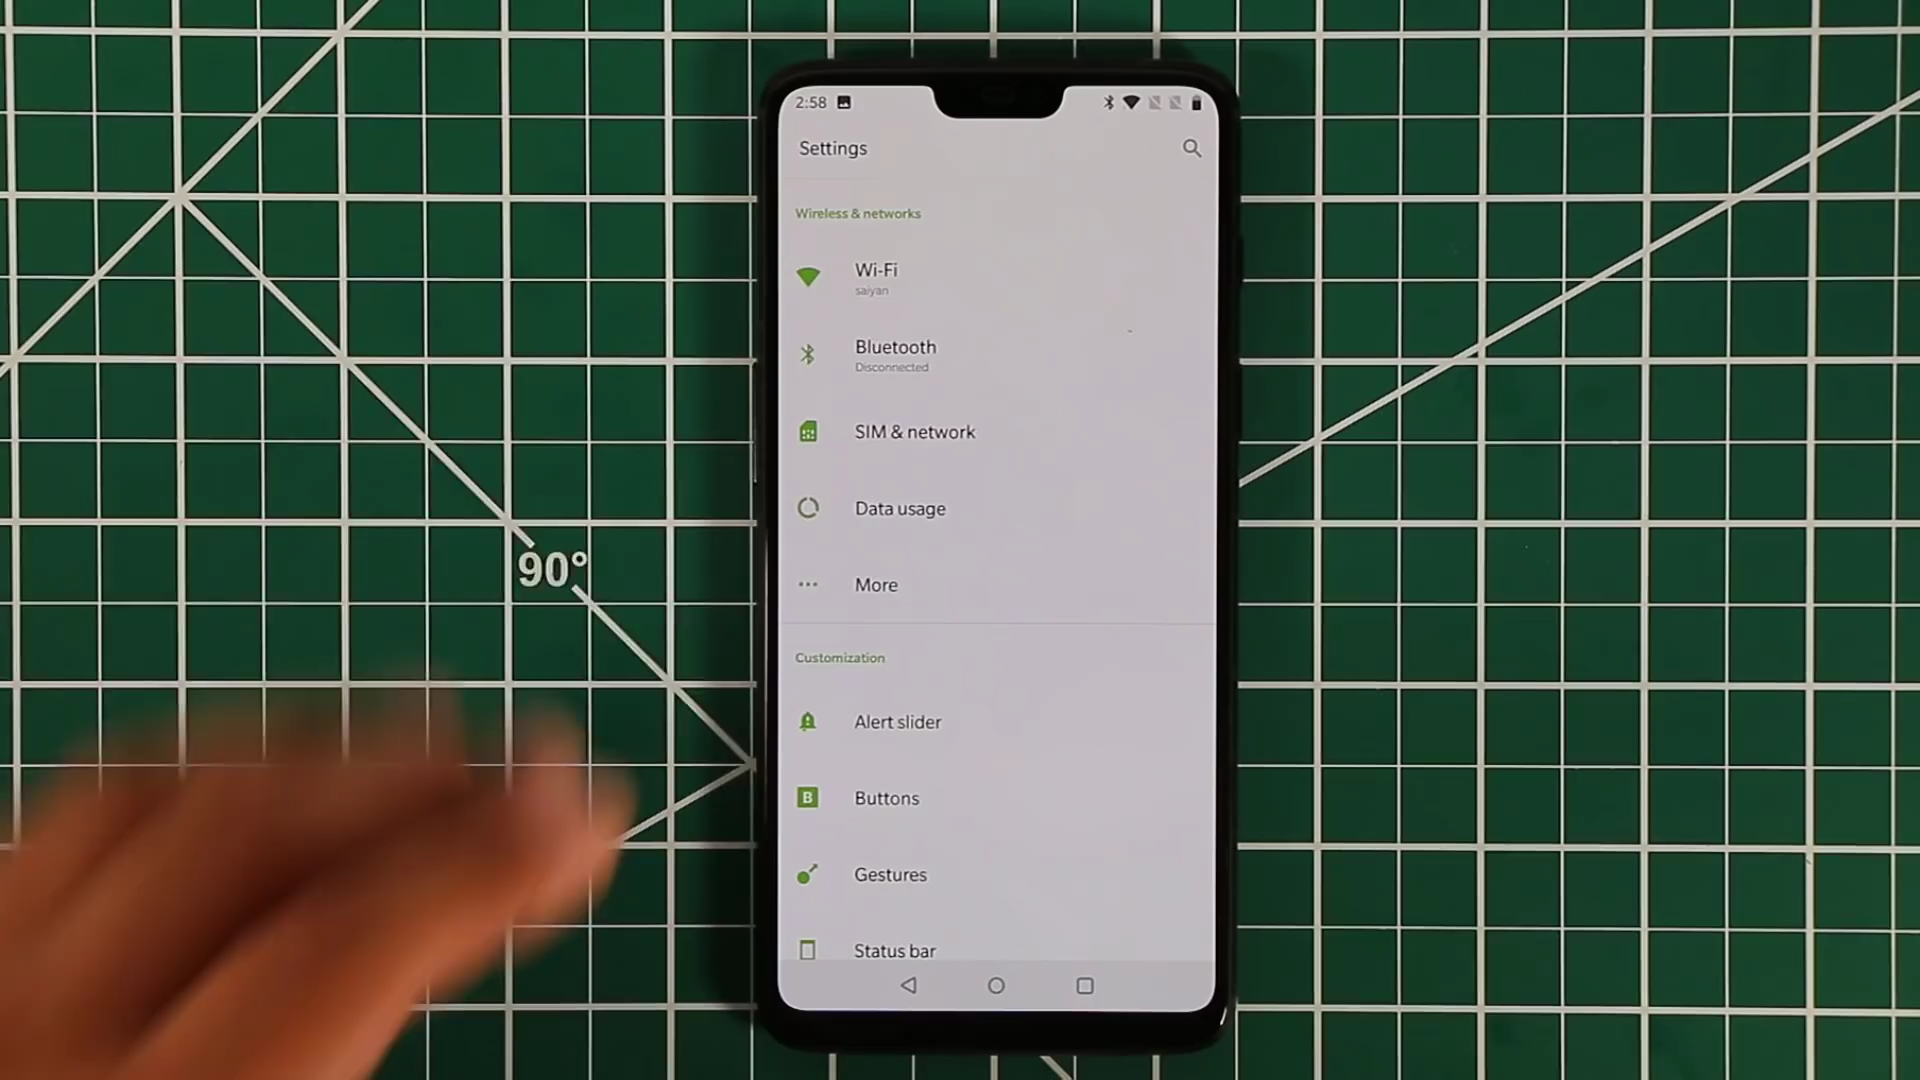 2:58
Settings
Wireless & networks
Wi-Fi
saiyan
Bluetooth
Disconnected
SIM & network
Data usage
More
Customization
Alert slider
B
Buttons
Gestures
Status bar
90°